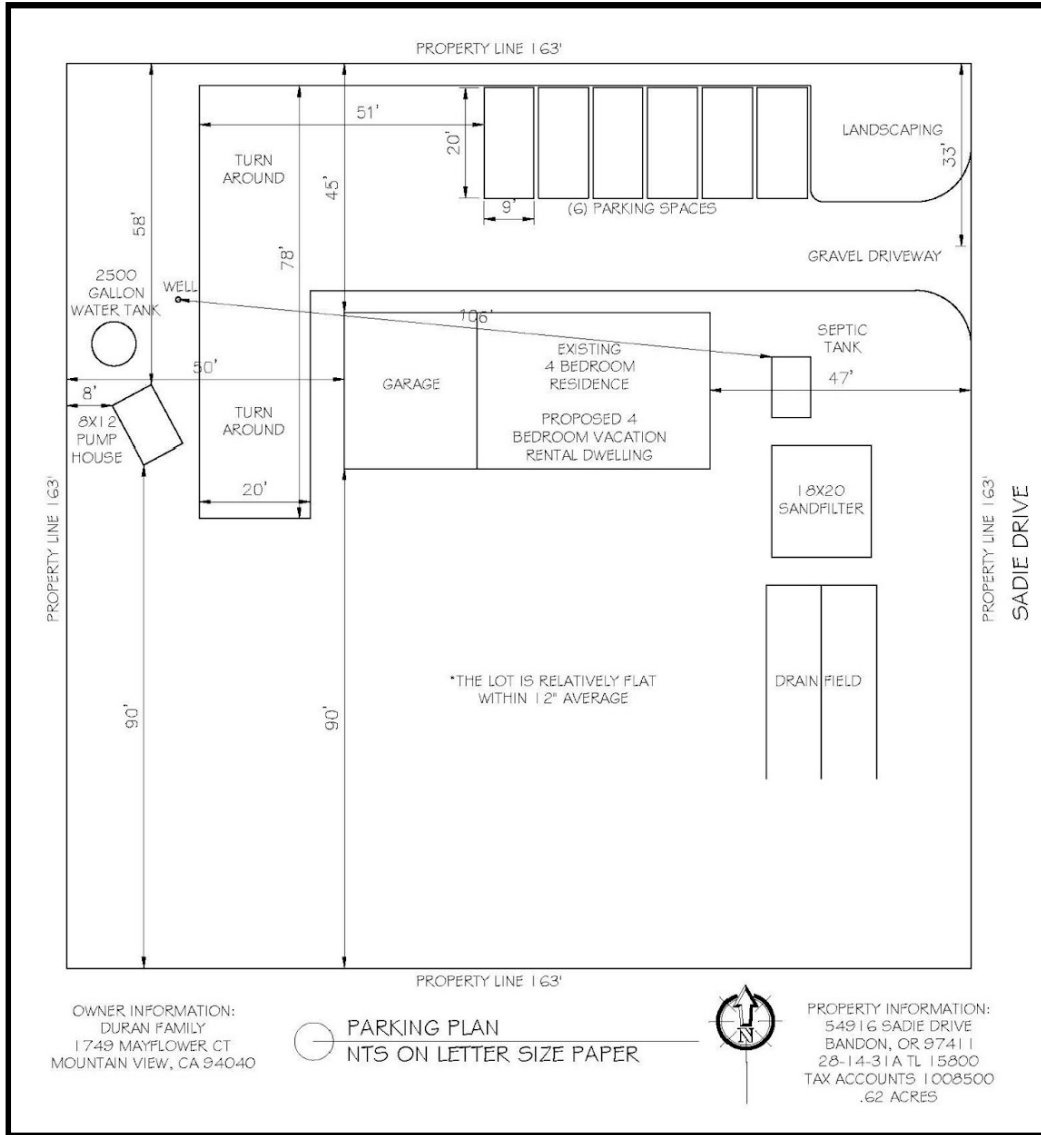 PROPERTY LINE 163'
51'
20'
LANDSCAPING
33'
TURN
AROUND
45'
9'
(6) PARKING SPACES
58'
78'
GRAVEL DRIVEWAY
2500
GALLON
WATER TANK
WELL
106'
SEPTIC
TANK
EXISTING
4 BEDROOM
RESIDENCE
50'
GARAGE
47'
8'
8X12
PUMP
HOUSE
TURN
AROUND
PROPOSED 4
BEDROOM VACATION
RENTAL DWELLING
20'
18X20
SANDFILTER
PROPERTY LINE 163'
PROPERTY LINE 163'
SADIE DRIVE
*THE LOT IS RELATIVELY FLAT
WITHIN 12" AVERAGE
DRAIN FIELD
90'
90'
PROPERTY LINE 163'
OWNER INFORMATION:
DURAN FAMILY
1749 MAYFLOWER CT
MOUNTAIN VIEW, CA 94040
PARKING PLAN
NTS ON LETTER SIZE PAPER
N
PROPERTY INFORMATION:
54916 SADIE DRIVE
BANDON, OR 97411
28-14-31A TL 15800
TAX ACCOUNTS 1008500
.62 ACRES